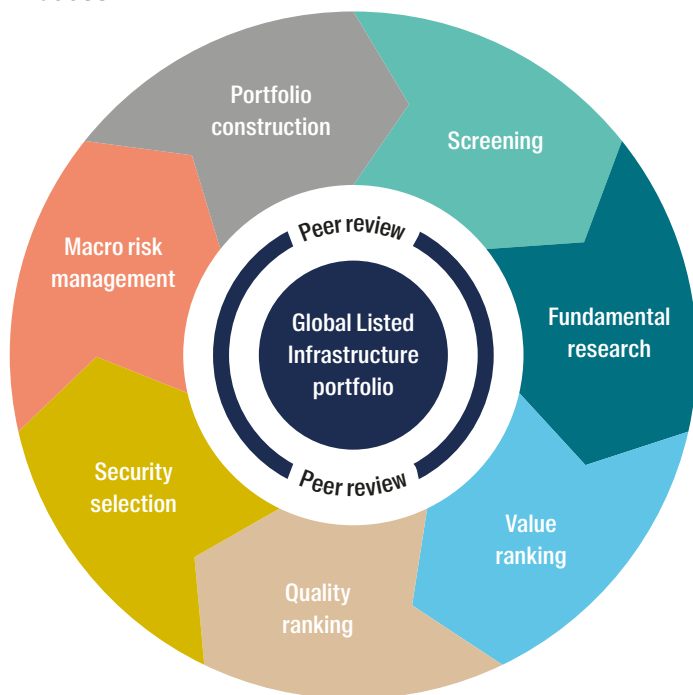 Portfolio
construction
Screening
Peer review
Macro risk
management
Global Listed
Infrastructure
portfolio
Fundamental
research
Peer review
Security
selection
Value
ranking
Quality
ranking